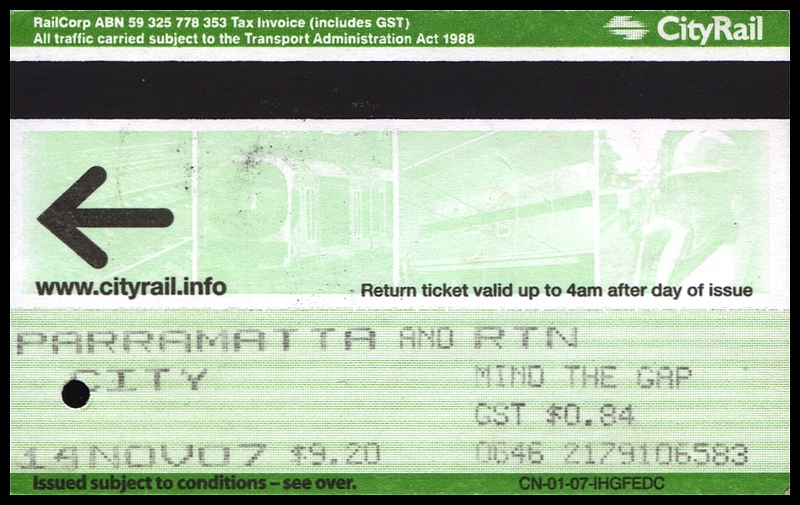 RailCorp ABN 59 325 778 353 Tax Invoice (includes GST)
All traffic carried subject to the Transport Administration Act 1988
CityRail
www.cityrail.info
Return ticket valid up to 4am after day of issue
PARRAMATTA AND RTN
CITY
MIND THE GAP
GST $0.84
14NOV07 $9.20 0646 2179106583
Issued subject to conditions – see over.
CN-01-07-IHGFEDC